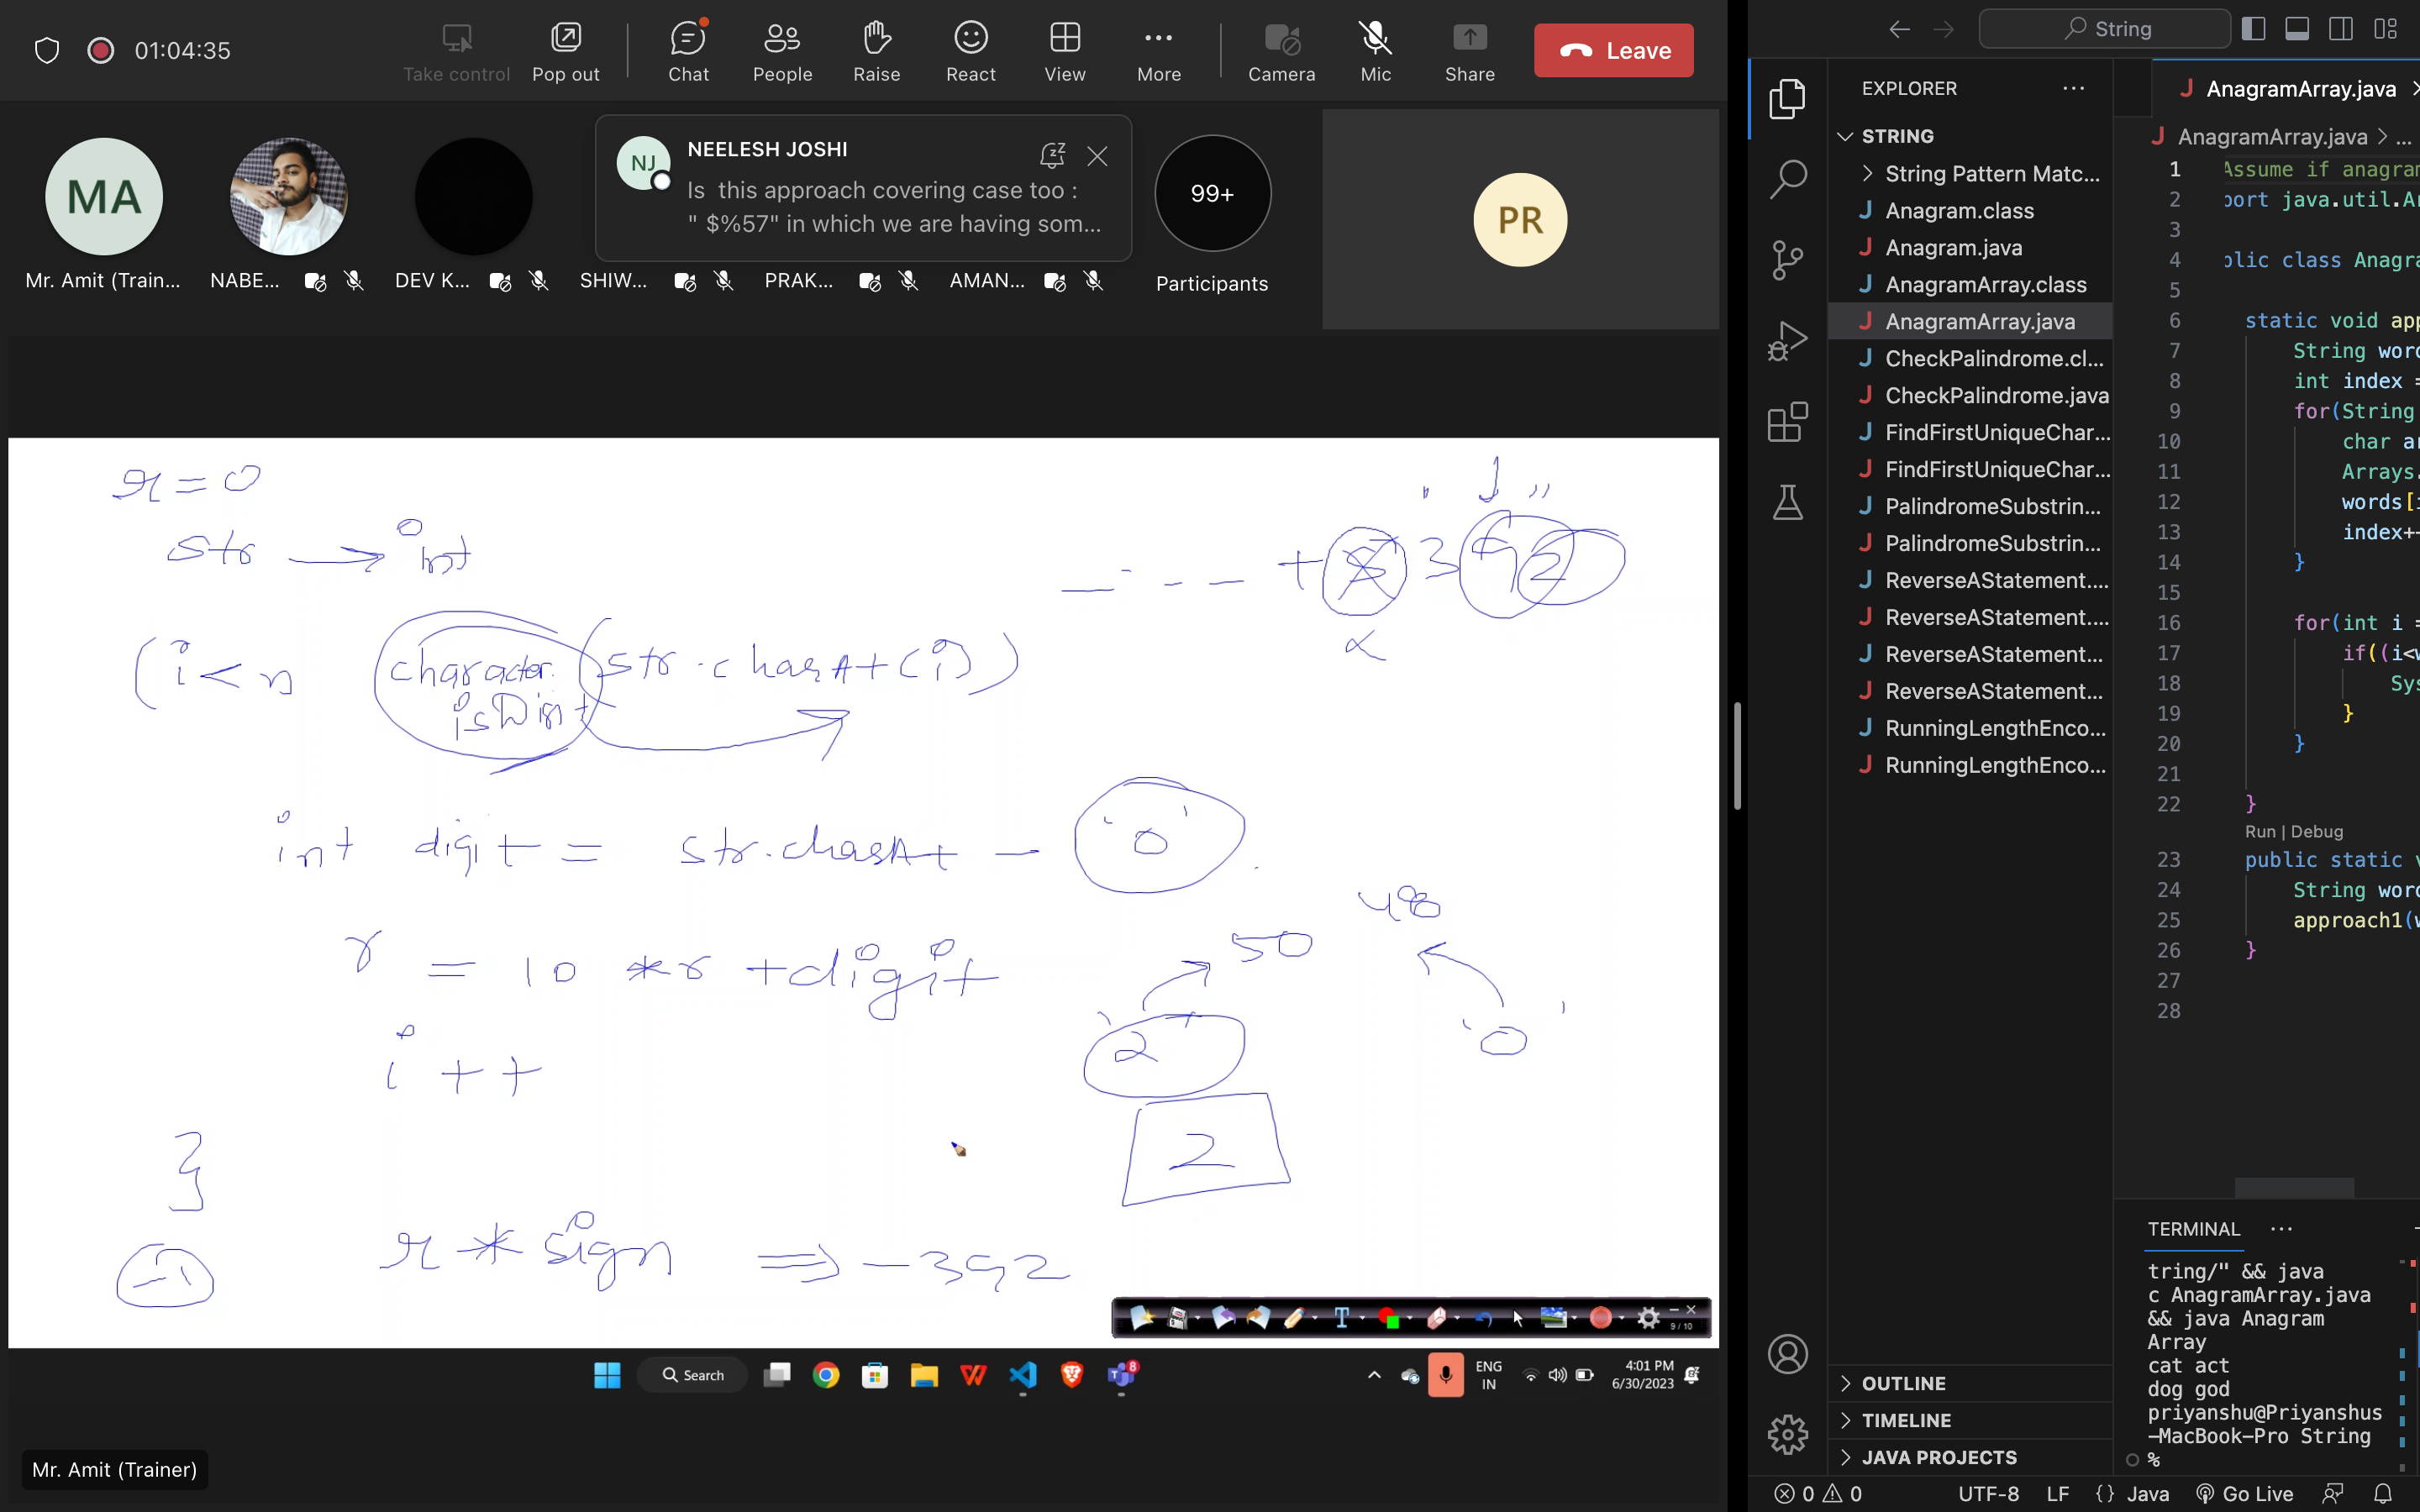 01:04:35
Take control
Pop out
Chat
People
Raise
React
View
More
Camera
Mic
Share
Leave
MA
NJ
NEELESH JOSHI
Is this approach covering case too :
" $%57" in which we are having som...
99+
PR
Mr. Amit (Train...
NABE...
DEV K...
SHIW...
PRAK...
AMAN...
Participants
r = 0
str → int
+ 3 9 2
(i < n
character.
isDigit
(str.charAt(i))
int digit = str.charAt - '0'
r = 10 * r + digit
50
48
i++
'2'
'0'
}
2
-1
r * sign ⇒ -392
9 / 10
Search
8
ENG
IN
4:01 PM
6/30/2023
Mr. Amit (Trainer)
String
EXPLORER
STRING
String Pattern Matc...
Anagram.class
Anagram.java
AnagramArray.class
AnagramArray.java
CheckPalindrome.cl...
CheckPalindrome.java
FindFirstUniqueChar...
FindFirstUniqueChar...
PalindromeSubstrin...
PalindromeSubstrin...
ReverseAStatement....
ReverseAStatement....
ReverseAStatement...
ReverseAStatement...
RunningLengthEnco...
RunningLengthEnco...
OUTLINE
TIMELINE
JAVA PROJECTS
AnagramArray.java
AnagramArray.java > ...
1 Assume if anagram
2 port java.util.Ar
3
4 blic class Anagra
5
6 static void app
7 String word
8 int index =
9 for(String
10 char ar
11 Arrays.
12 words[i
13 index++
14 }
15
16 for(int i =
17 if((i<w
18 Sys
19 }
20 }
21
22 }
Run | Debug
23 public static v
24 String word
25 approach1(w
26 }
27
28
TERMINAL
tring/" && java
c AnagramArray.java
&& java Anagram
Array
cat act
dog god
priyanshu@Priyanshus
-MacBook-Pro String
%
0 0
UTF-8
LF
{} Java
Go Live